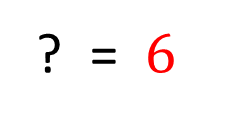 ? = 6